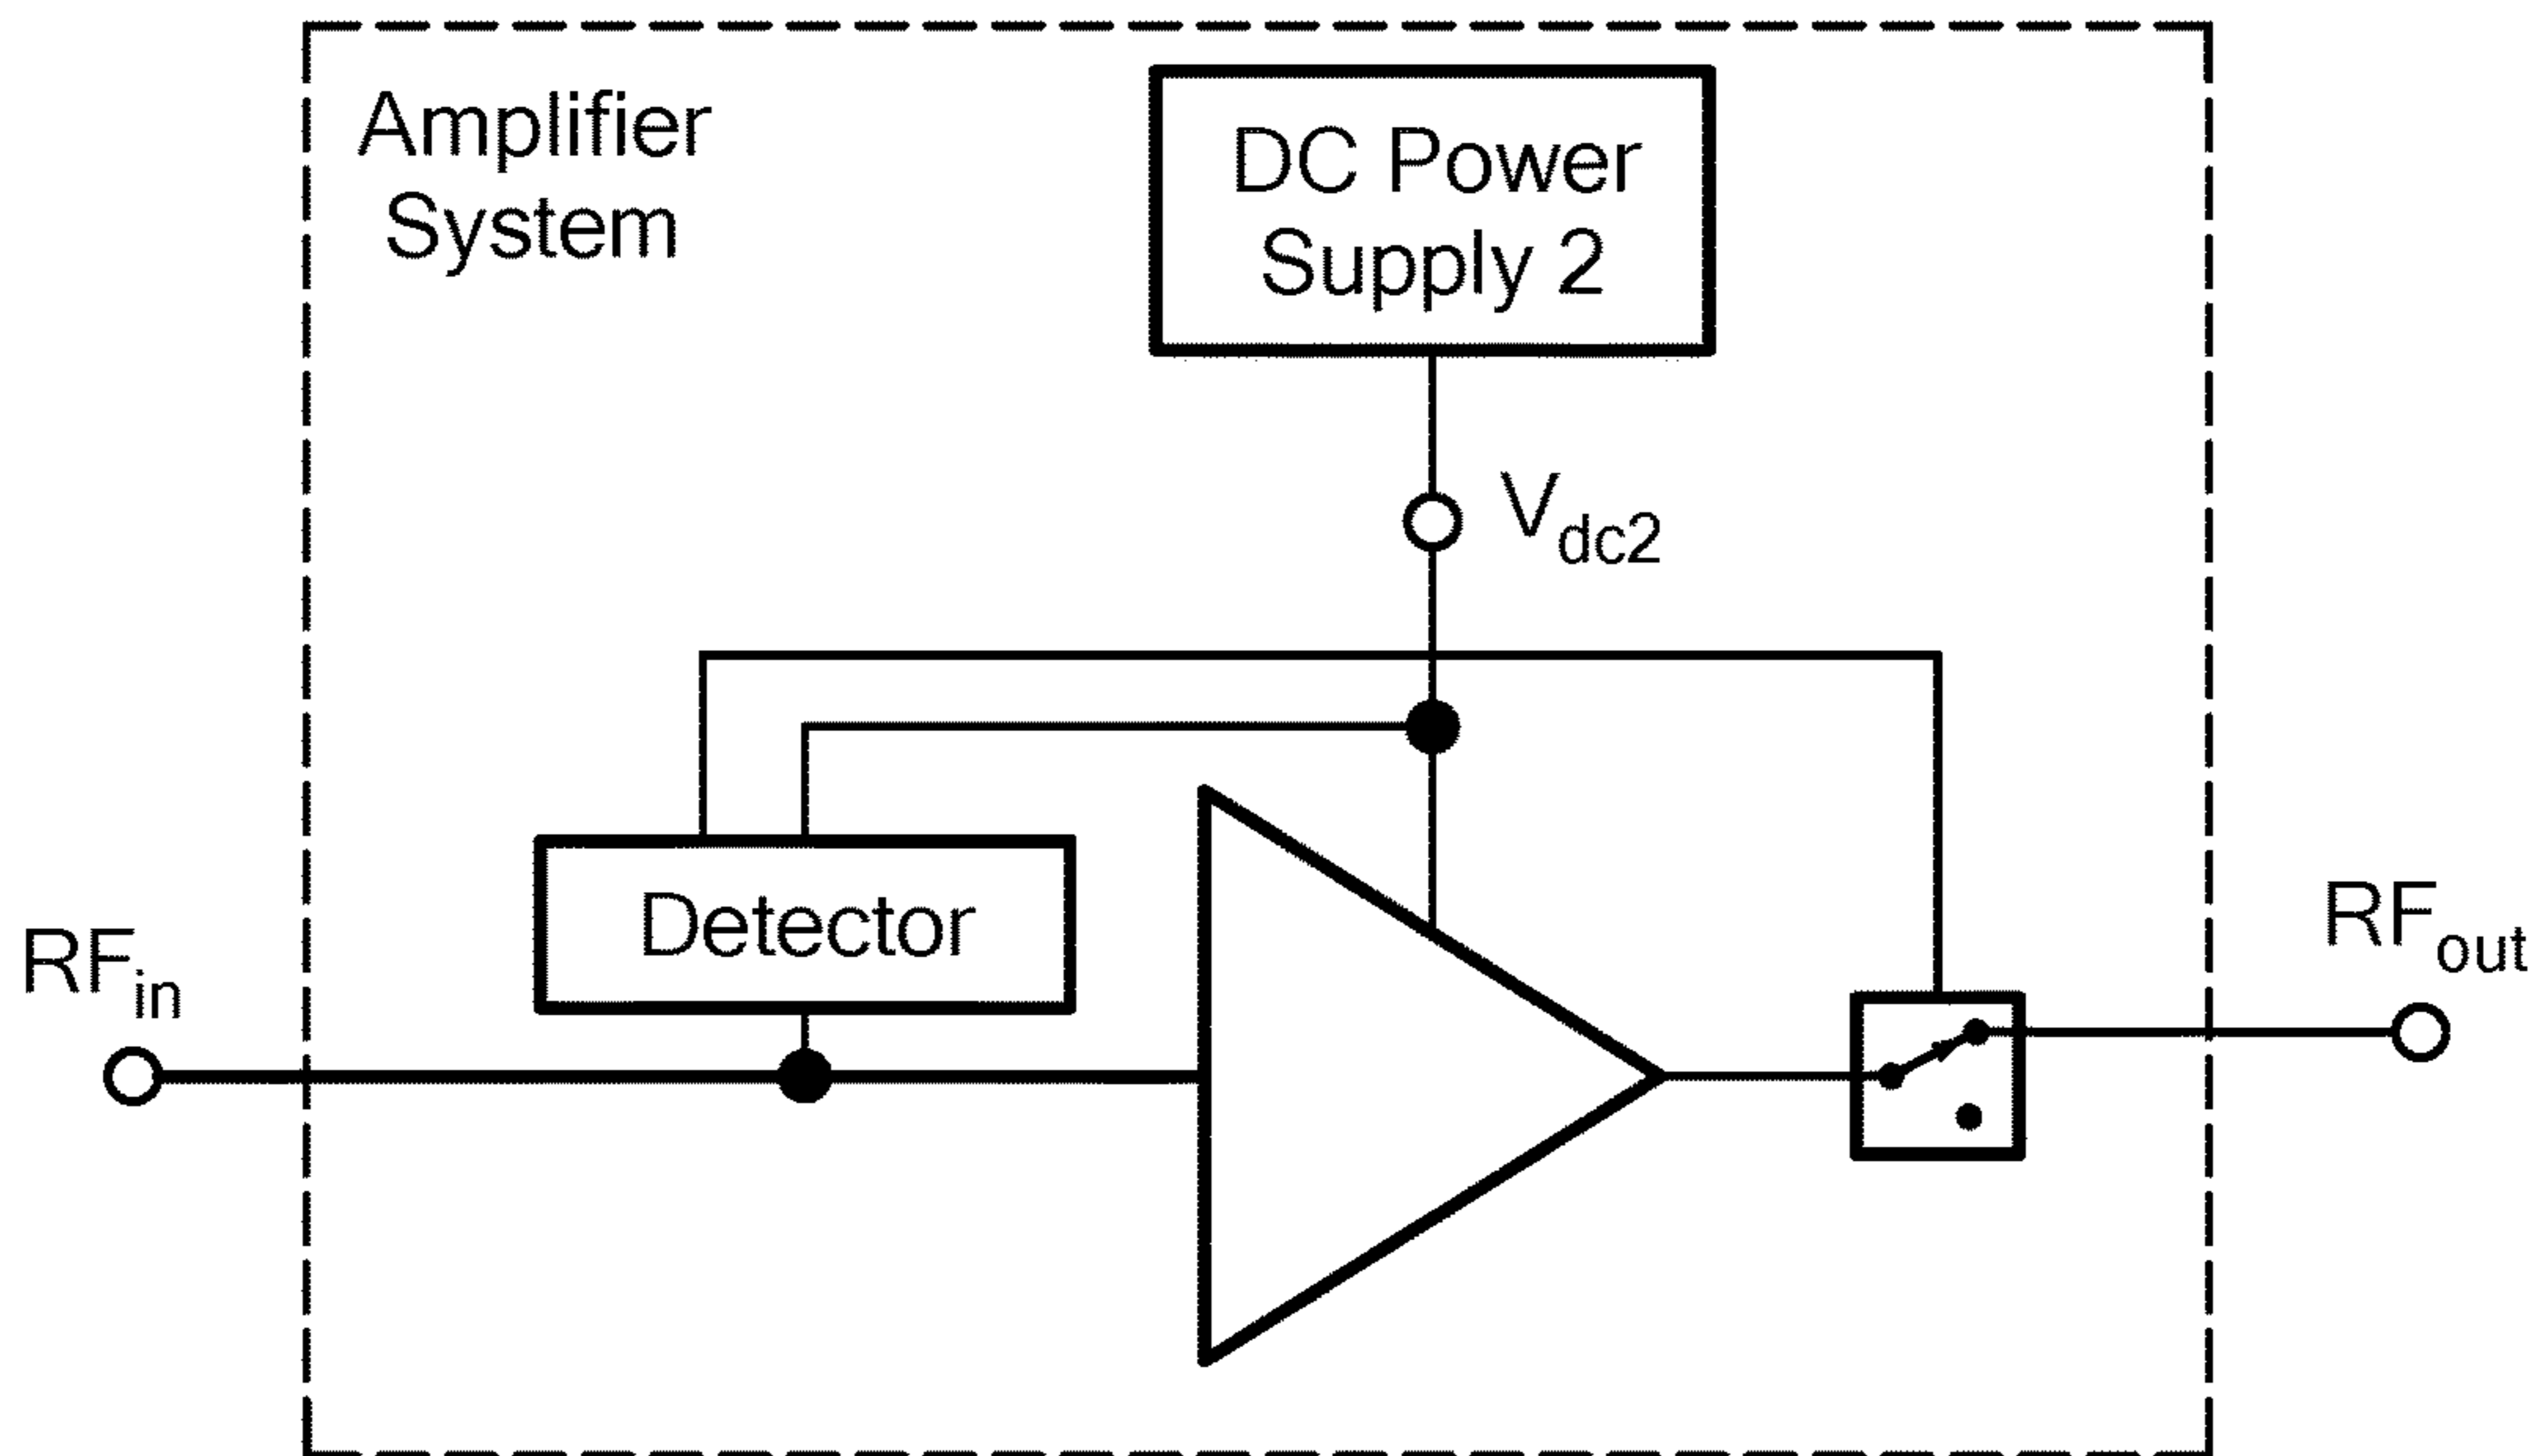 Amplifier
System
DC Power
Supply 2
Vdc2
Detector
RFin
RFout